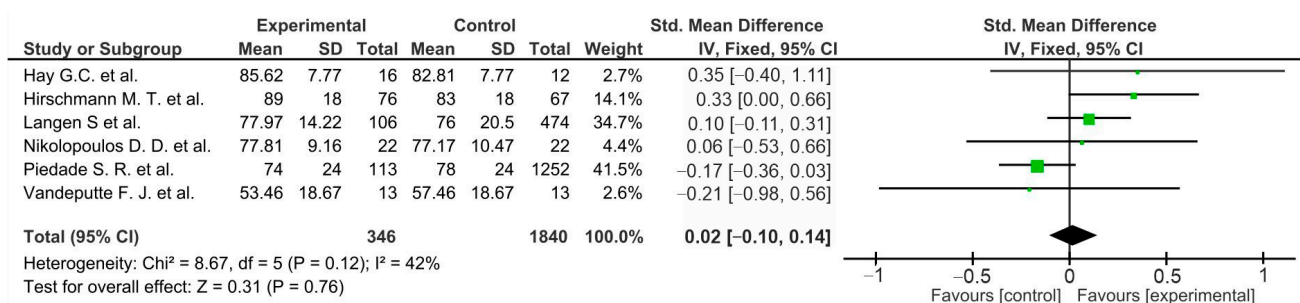 Experimental Control Std. Mean Difference Std. Mean Difference
Study or Subgroup Mean SD Total Mean SD Total Weight IV, Fixed, 95% CI IV, Fixed, 95% CI
Hay G.C. et al. 85.62 7.77 16 82.81 7.77 12 2.7% 0.35 [−0.40, 1.11]
Hirschmann M. T. et al. 89 18 76 83 18 67 14.1% 0.33 [0.00, 0.66]
Langen S et al. 77.97 14.22 106 76 20.5 474 34.7% 0.10 [−0.11, 0.31]
Nikolopoulos D. D. et al. 77.81 9.16 22 77.17 10.47 22 4.4% 0.06 [−0.53, 0.66]
Piedade S. R. et al. 74 24 113 78 24 1252 41.5% −0.17 [−0.36, 0.03]
Vandeputte F. J. et al. 53.46 18.67 13 57.46 18.67 13 2.6% −0.21 [−0.98, 0.56]
Total (95% CI) 346 1840 100.0% 0.02 [−0.10, 0.14]
Heterogeneity: Chi² = 8.67, df = 5 (P = 0.12); I² = 42%
Test for overall effect: Z = 0.31 (P = 0.76)
−1 −0.5 0 0.5 1
Favours [control] Favours [experimental]